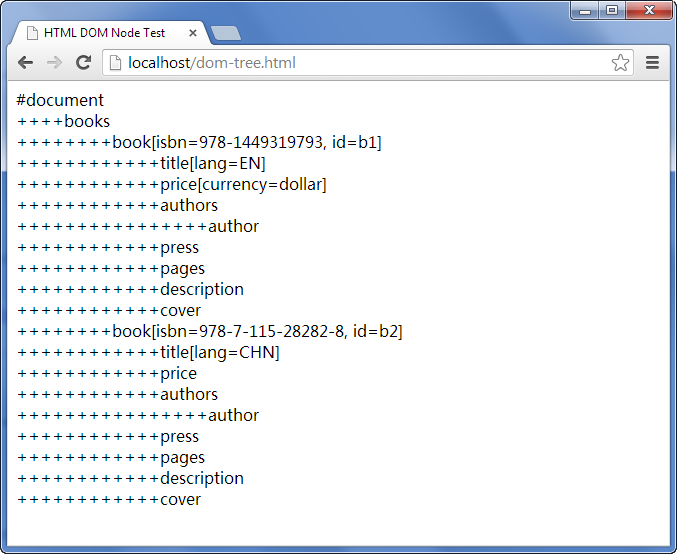 HTML DOM Node Test
localhost/dom-tree.html
#document
++++books
++++++++book[isbn=978-1449319793, id=b1]
++++++++++++title[lang=EN]
++++++++++++price[currency=dollar]
++++++++++++authors
++++++++++++++++author
++++++++++++press
++++++++++++pages
++++++++++++description
++++++++++++cover
++++++++book[isbn=978-7-115-28282-8, id=b2]
++++++++++++title[lang=CHN]
++++++++++++price
++++++++++++authors
++++++++++++++++author
++++++++++++press
++++++++++++pages
++++++++++++description
++++++++++++cover